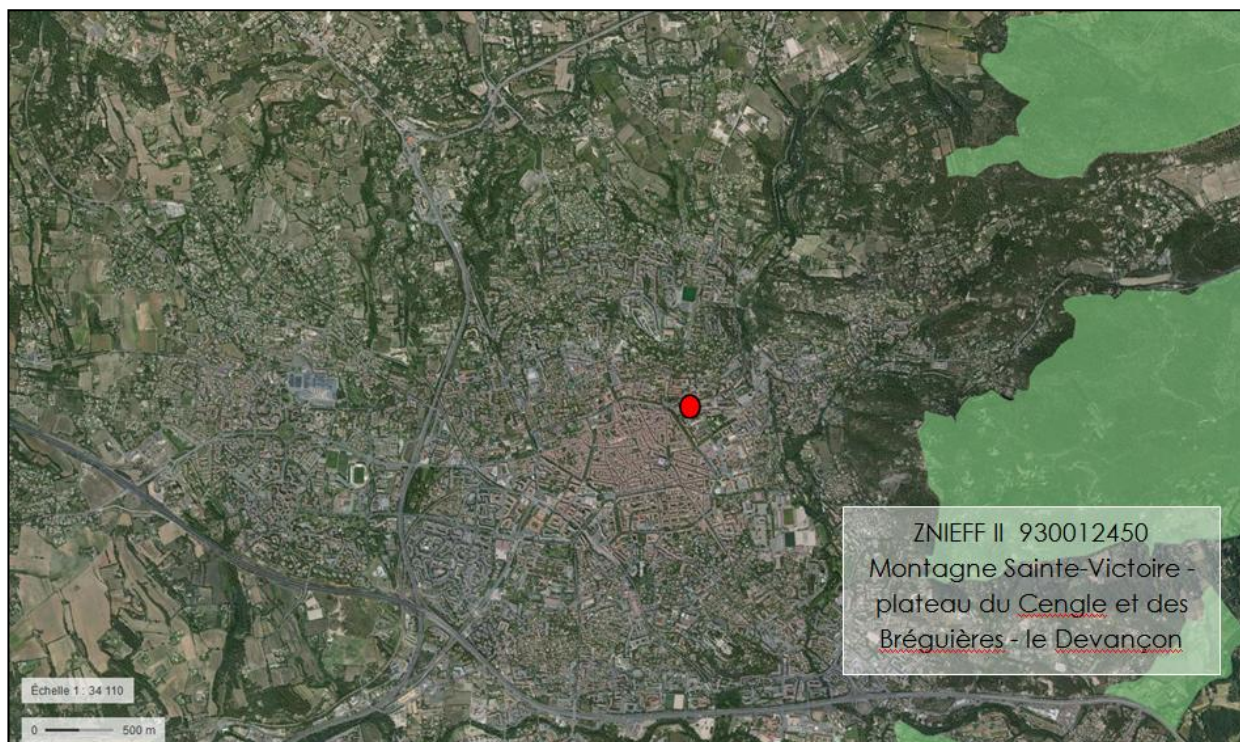 ZNIEFF II 930012450
Montagne Sainte-Victoire -
plateau du Cengle et des
Bréguières - le Devançon
Échelle 1 : 34 110
0 500 m